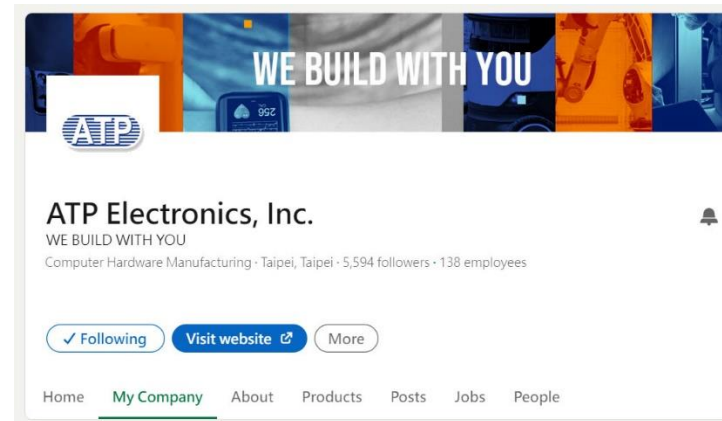 WE BUILD WITH YOU
ATP
ATP Electronics, Inc.
WE BUILD WITH YOU
Computer Hardware Manufacturing · Taipei, Taipei · 5,594 followers · 138 employees
✓ Following Visit website More
Home My Company About Products Posts Jobs People